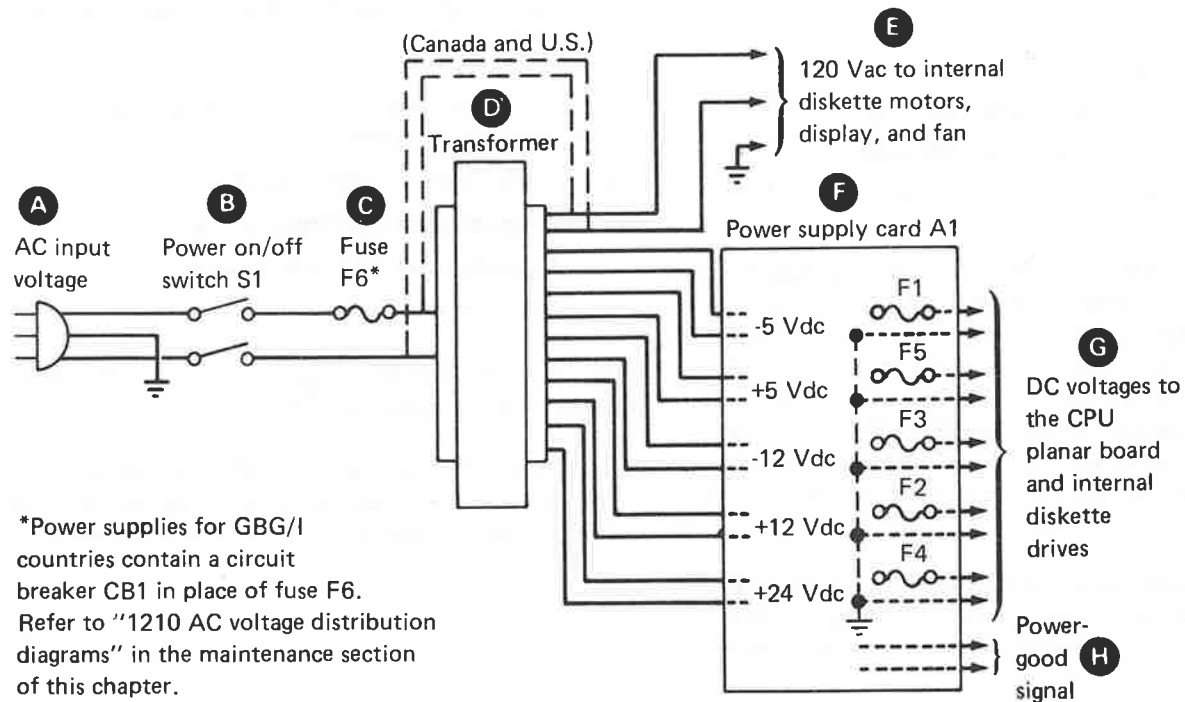 (Canada and U.S.)
E
120 Vac to internal
diskette motors,
display, and fan
D
Transformer
A
AC input
voltage
B
Power on/off
switch S1
C
Fuse
F6*
F
Power supply card A1
-5 Vdc
+5 Vdc
-12 Vdc
+12 Vdc
+24 Vdc
F1
F5
F3
F2
F4
G
DC voltages to
the CPU
planar board
and internal
diskette
drives
Power-
good
signal
H
*Power supplies for GBG/I
countries contain a circuit
breaker CB1 in place of fuse F6.
Refer to "1210 AC voltage distribution
diagrams" in the maintenance section
of this chapter.